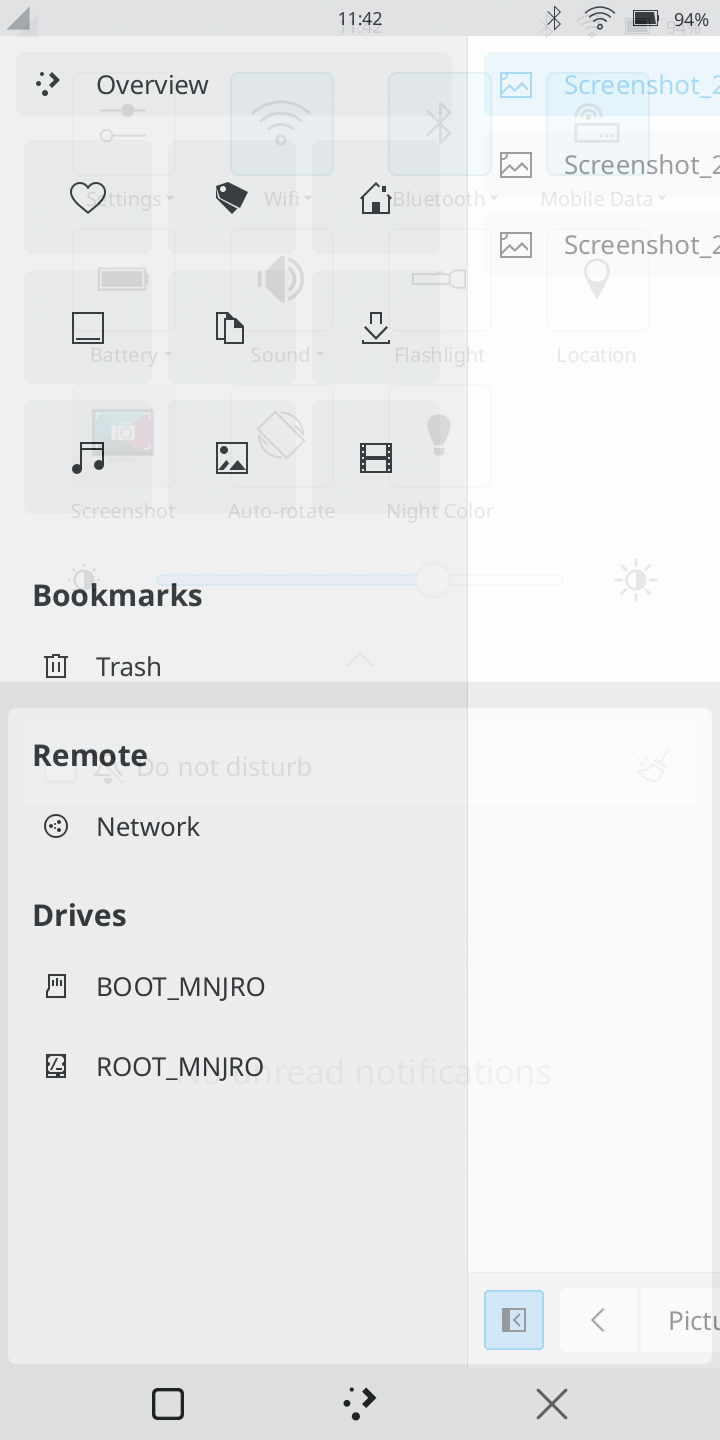 11:42
94%
Overview
Screenshot_2
Settings
Wifi
Bluetooth
Mobile Data
Screenshot_2
Screenshot_2
Battery
Sound
Flashlight
Location
Screenshot
Auto-rotate
Night Color
Bookmarks
Trash
Remote
Do not disturb
Network
Drives
BOOT_MNJRO
ROOT_MNJRO
No unread notifications
Pictu